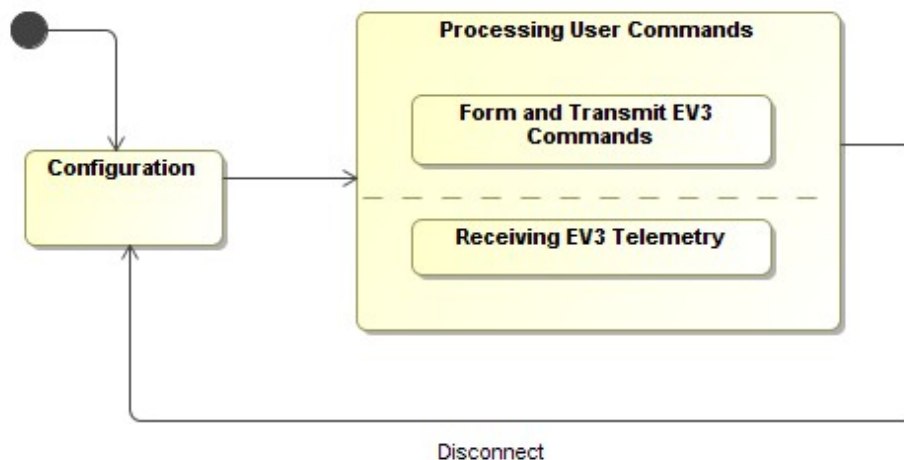 Processing User Commands
Form and Transmit EV3
Commands
Configuration
Receiving EV3 Telemetry
Disconnect